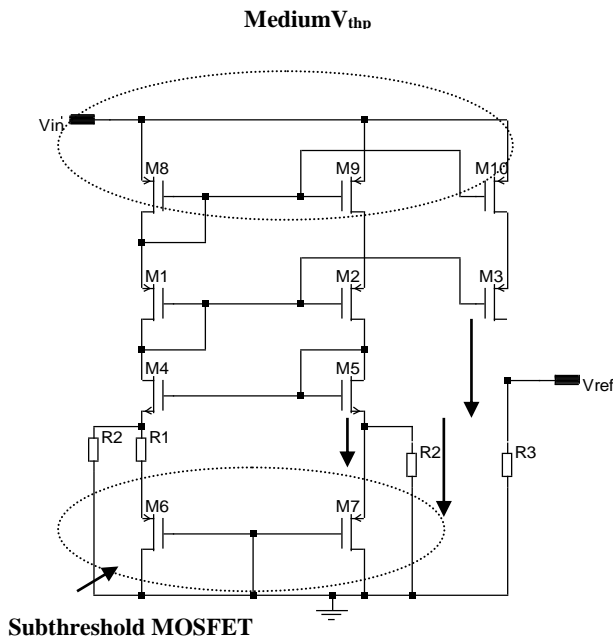 MediumVthp
Vin
M8
M9
M10
M1
M2
M3
M4
M5
Vref
R2
R1
R2
R3
M6
M7
Subthreshold MOSFET